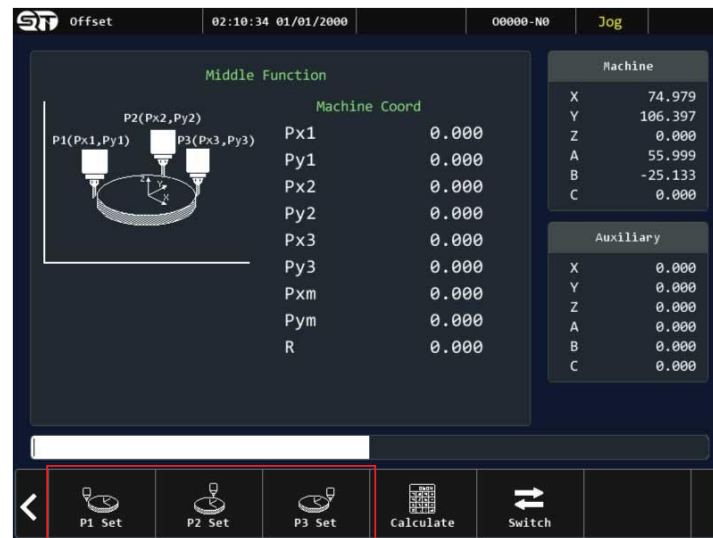 ST Offset 02:10:34 01/01/2000 O0000-N0 Jog
Middle Function
Machine Coord
P2(Px2,Py2)
P1(Px1,Py1) P3(Px3,Py3)
Z Y X
Px1 0.000
Py1 0.000
Px2 0.000
Py2 0.000
Px3 0.000
Py3 0.000
Pxm 0.000
Pym 0.000
R 0.000
Machine
X 74.979
Y 106.397
Z 0.000
A 55.999
B -25.133
C 0.000
Auxiliary
X 0.000
Y 0.000
Z 0.000
A 0.000
B 0.000
C 0.000
P1 Set P2 Set P3 Set Calculate Switch